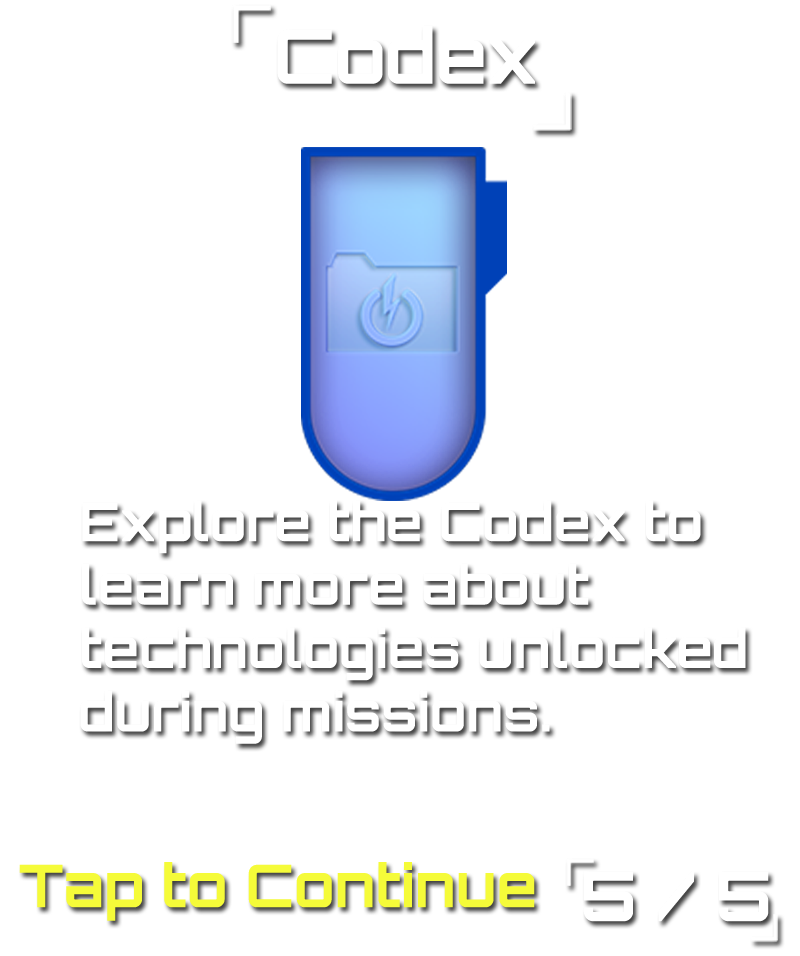 Codex
Explore the Codex to
learn more about
technologies unlocked
during missions.
Tap to Continue
5 / 5